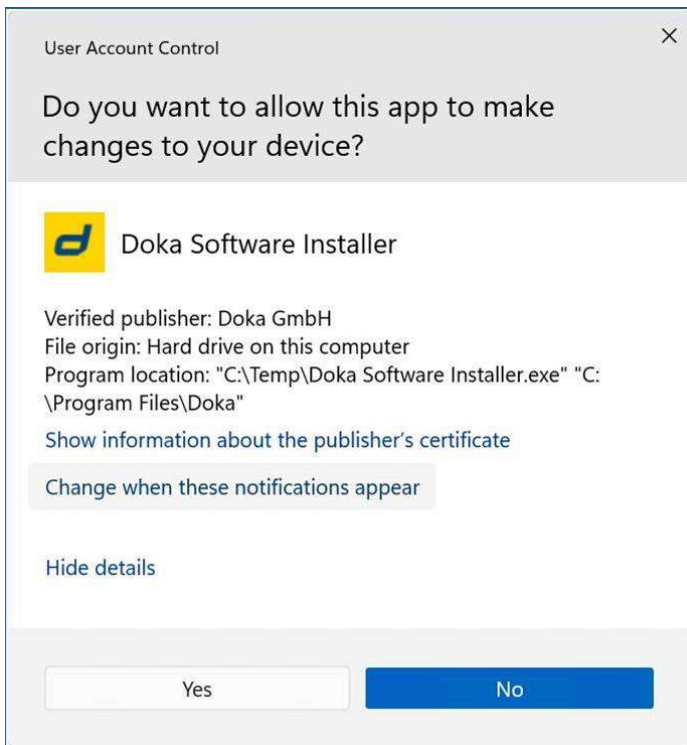 User Account Control
Do you want to allow this app to make
changes to your device?
d Doka Software Installer
Verified publisher: Doka GmbH
File origin: Hard drive on this computer
Program location: "C:\Temp\Doka Software Installer.exe" "C:
\Program Files\Doka"
Show information about the publisher's certificate
Change when these notifications appear
Hide details
Yes No